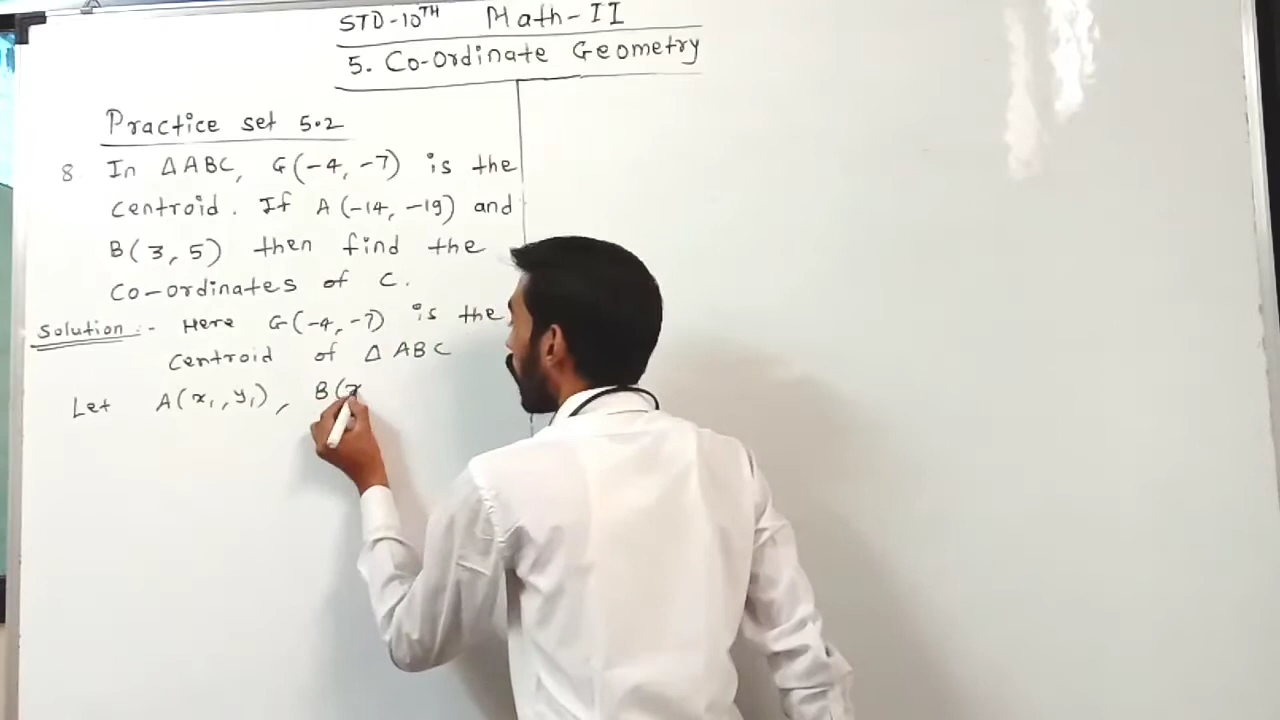 STD-10TH Math-II
5. Co-Ordinate Geometry
Practice set 5.2
8 In ΔABC, G(-4, -7) is the
centroid. If A(-14, -19) and
B(3, 5) then find the
Co-ordinates of C.
Solution:- Here G(-4, -7) is the
centroid of Δ ABC
Let A(x₁, y₁), B(x